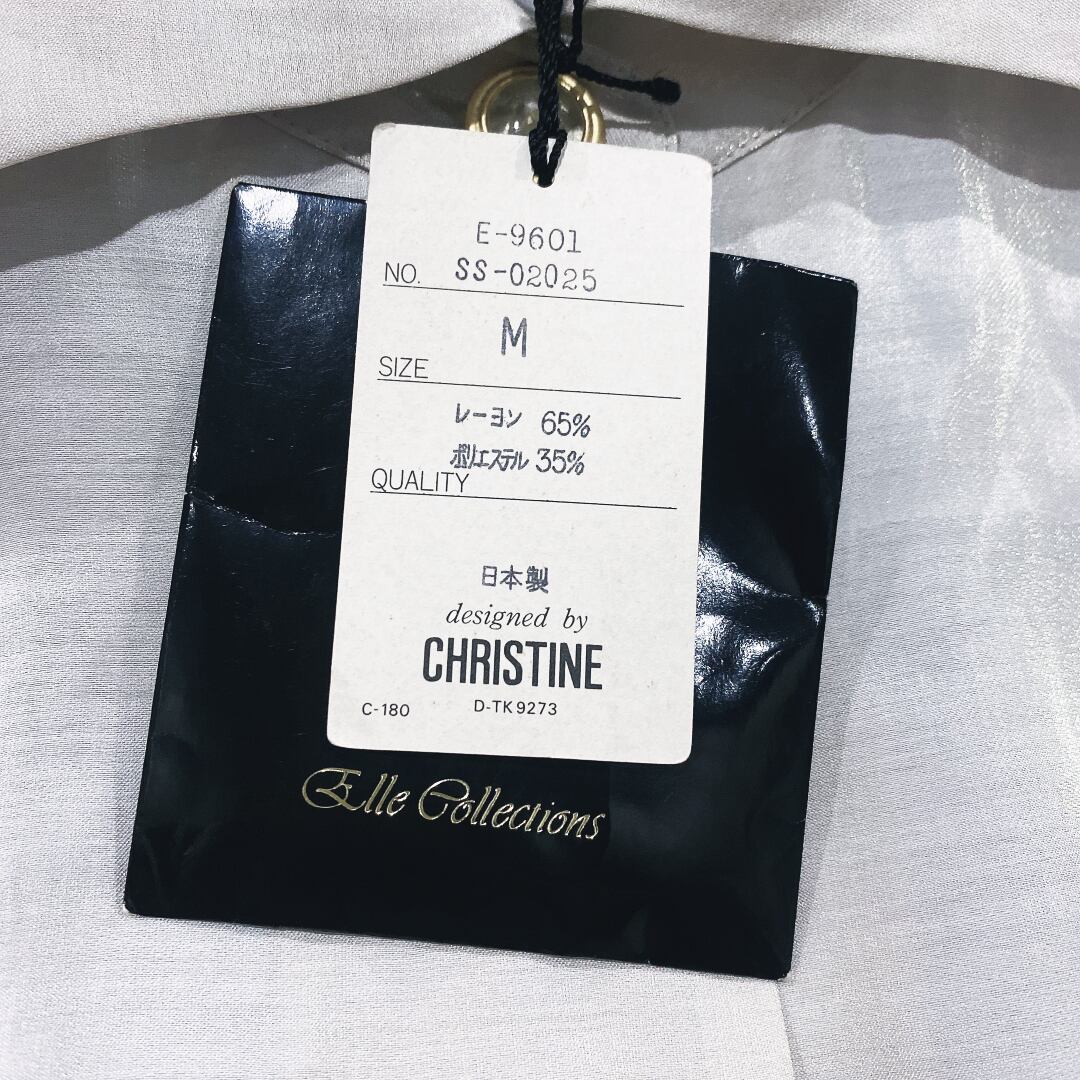 E-9601
NO. SS-02025
M
SIZE
レーヨン 65%
ポリエステル 35%
QUALITY
日本製
designed by
CHRISTINE
C-180 D-TK9273
Elle Collections